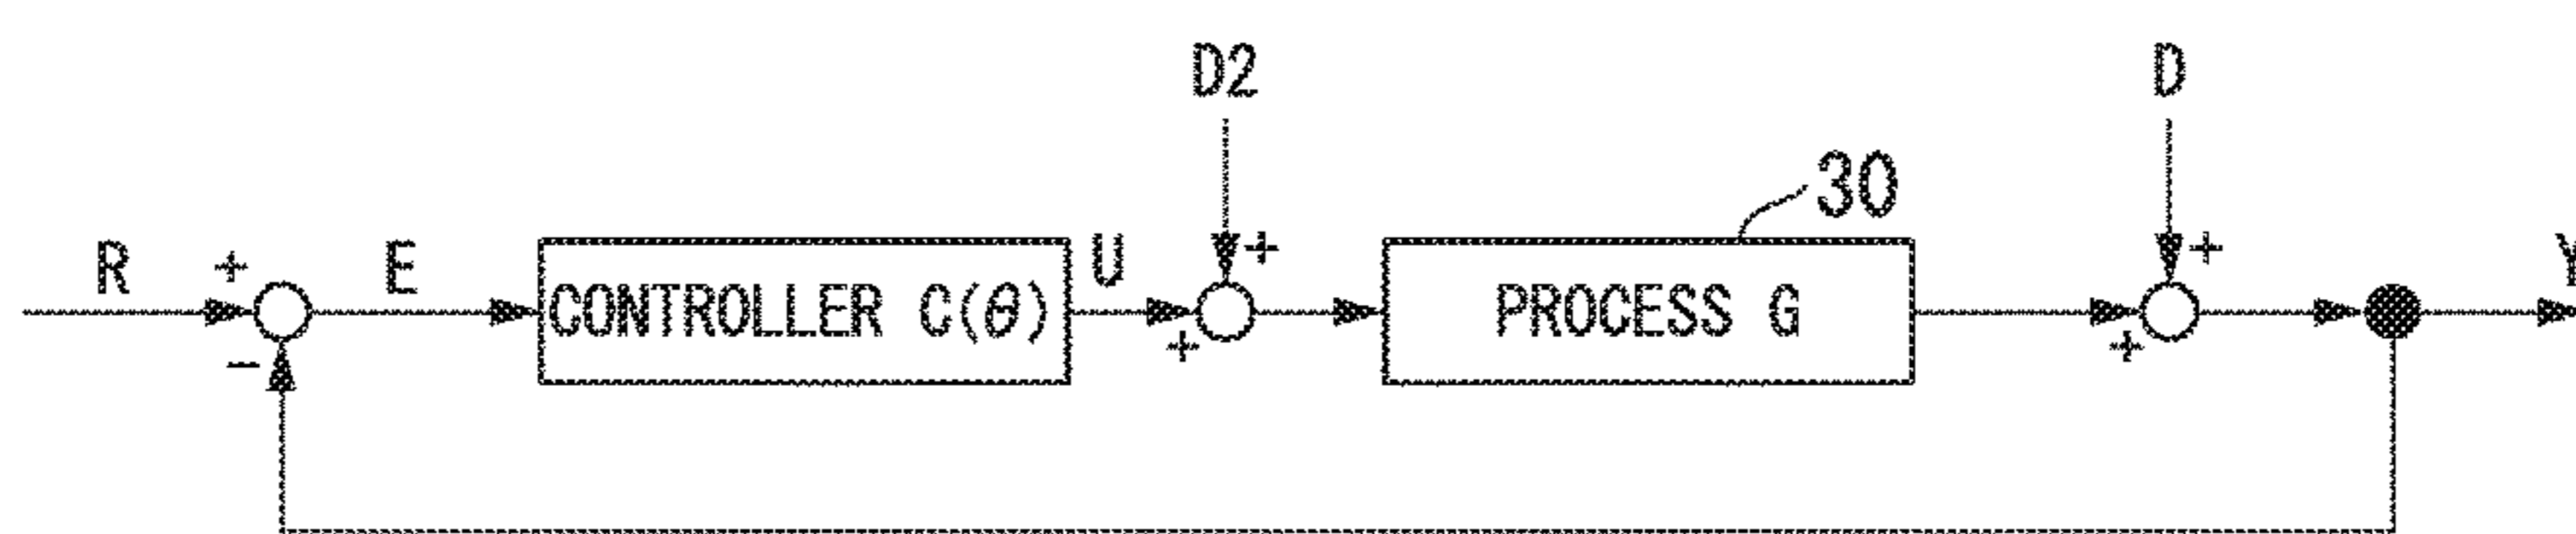 D2
D
30
R
+
E
CONTROLLER C(θ)
U
+
+
PROCESS G
+
+
Y
−